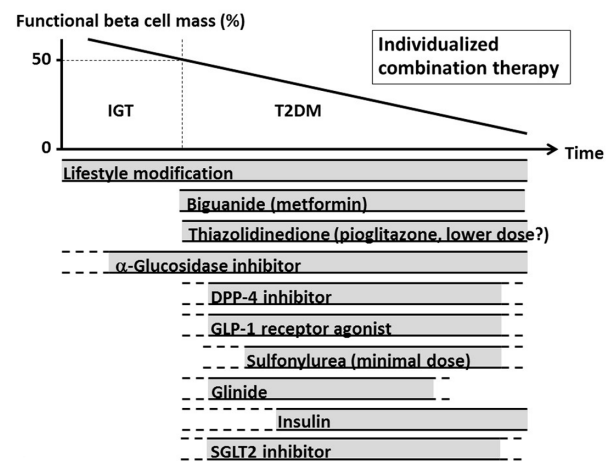 Functional beta cell mass (%)
Individualized
combination therapy
50
IGT
T2DM
0
Time
Lifestyle modification
Biguanide (metformin)
Thiazolidinedione (pioglitazone, lower dose?)
α-Glucosidase inhibitor
DPP-4 inhibitor
GLP-1 receptor agonist
Sulfonylurea (minimal dose)
Glinide
Insulin
SGLT2 inhibitor